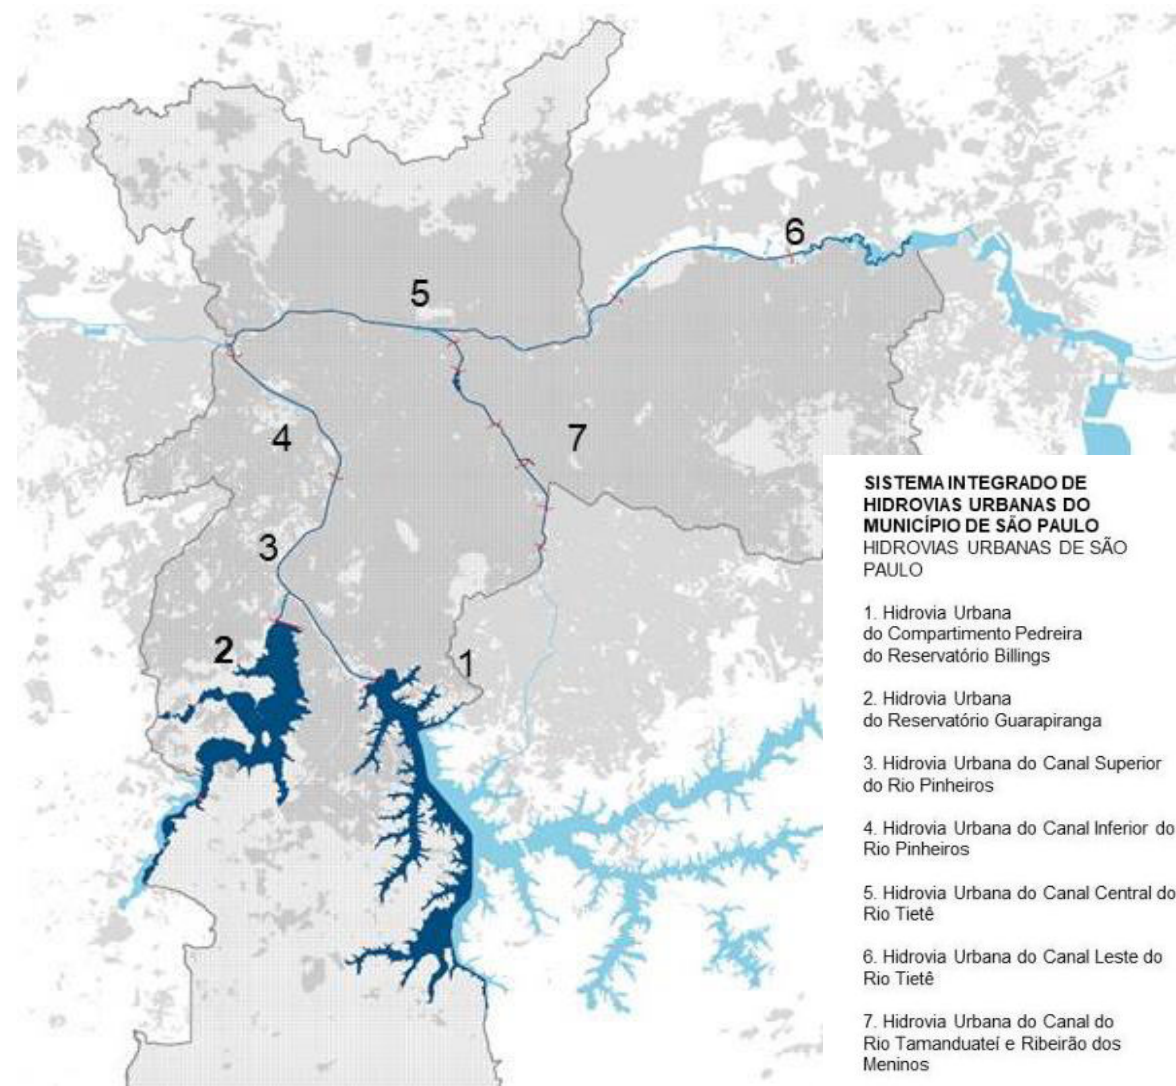 6
5
4
7
3
2
1
SISTEMA INTEGRADO DE
HIDROVIAS URBANAS DO
MUNICÍPIO DE SÃO PAULO
HIDROVIAS URBANAS DE SÃO
PAULO
1. Hidrovia Urbana
do Compartimento Pedreira
do Reservatório Billings
2. Hidrovia Urbana
do Reservatório Guarapiranga
3. Hidrovia Urbana do Canal Superior
do Rio Pinheiros
4. Hidrovia Urbana do Canal Inferior do
Rio Pinheiros
5. Hidrovia Urbana do Canal Central do
Rio Tietê
6. Hidrovia Urbana do Canal Leste do
Rio Tietê
7. Hidrovia Urbana do Canal do
Rio Tamanduateí e Ribeirão dos
Meninos